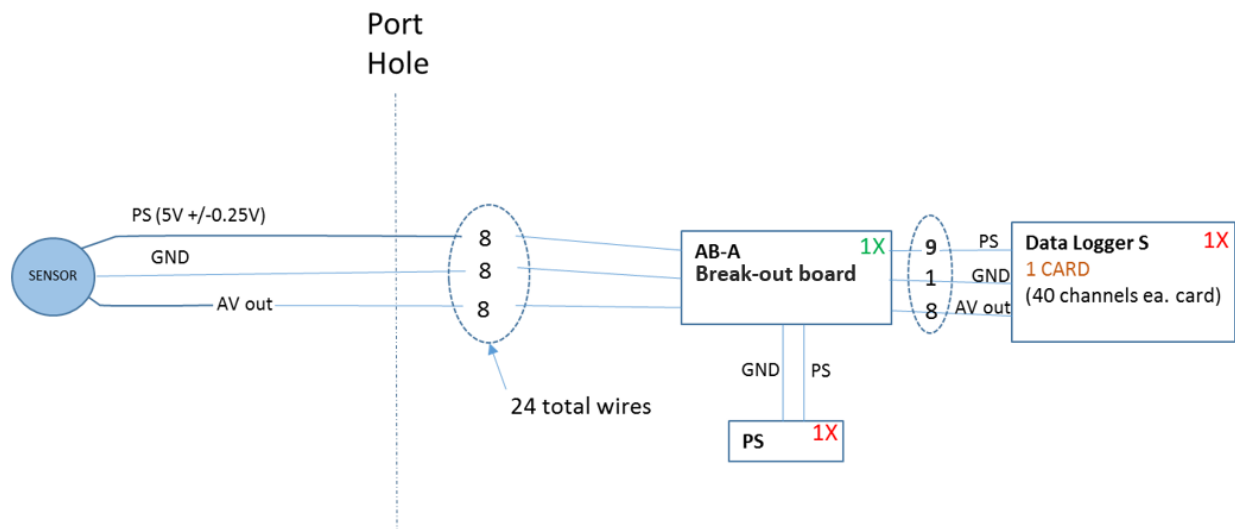 Port
Hole
PS (5V +/-0.25V)
GND
AV out
SENSOR
8
8
8
24 total wires
AB-A
1X
Break-out board
9
1
8
PS
GND
AV out
Data Logger S
1X
1 CARD
(40 channels ea. card)
GND
PS
PS
1X